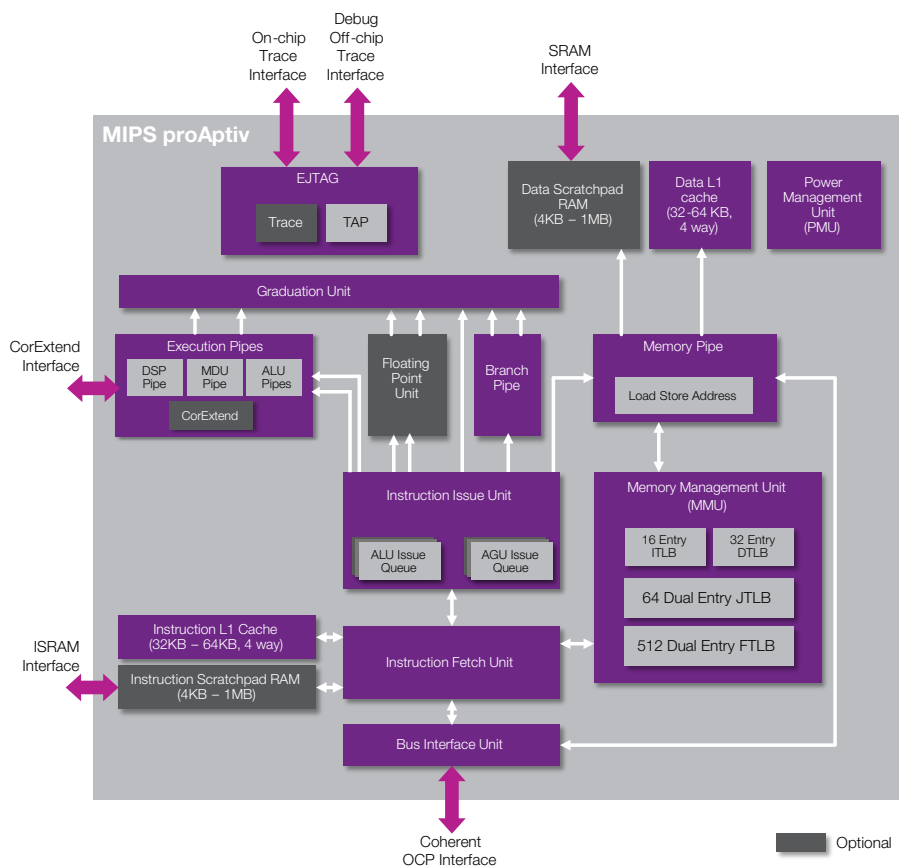 On-chip
Trace
Interface
Debug
Off-chip
Trace
Interface
SRAM
Interface
MIPS proAptiv
EJTAG
Trace
TAP
Data Scratchpad
RAM
(4KB – 1MB)
Data L1
cache
(32-64 KB,
4 way)
Power
Management
Unit
(PMU)
Graduation Unit
CorExtend
Interface
Execution Pipes
DSP
Pipe
MDU
Pipe
ALU
Pipes
CorExtend
Floating
Point
Unit
Branch
Pipe
Memory Pipe
Load Store Address
Instruction Issue Unit
ALU Issue
Queue
AGU Issue
Queue
Memory Management Unit
(MMU)
16 Entry
ITLB
32 Entry
DTLB
64 Dual Entry JTLB
512 Dual Entry FTLB
ISRAM
Interface
Instruction L1 Cache
(32KB – 64KB, 4 way)
Instruction Scratchpad RAM
(4KB – 1MB)
Instruction Fetch Unit
Bus Interface Unit
Coherent
OCP Interface
Optional